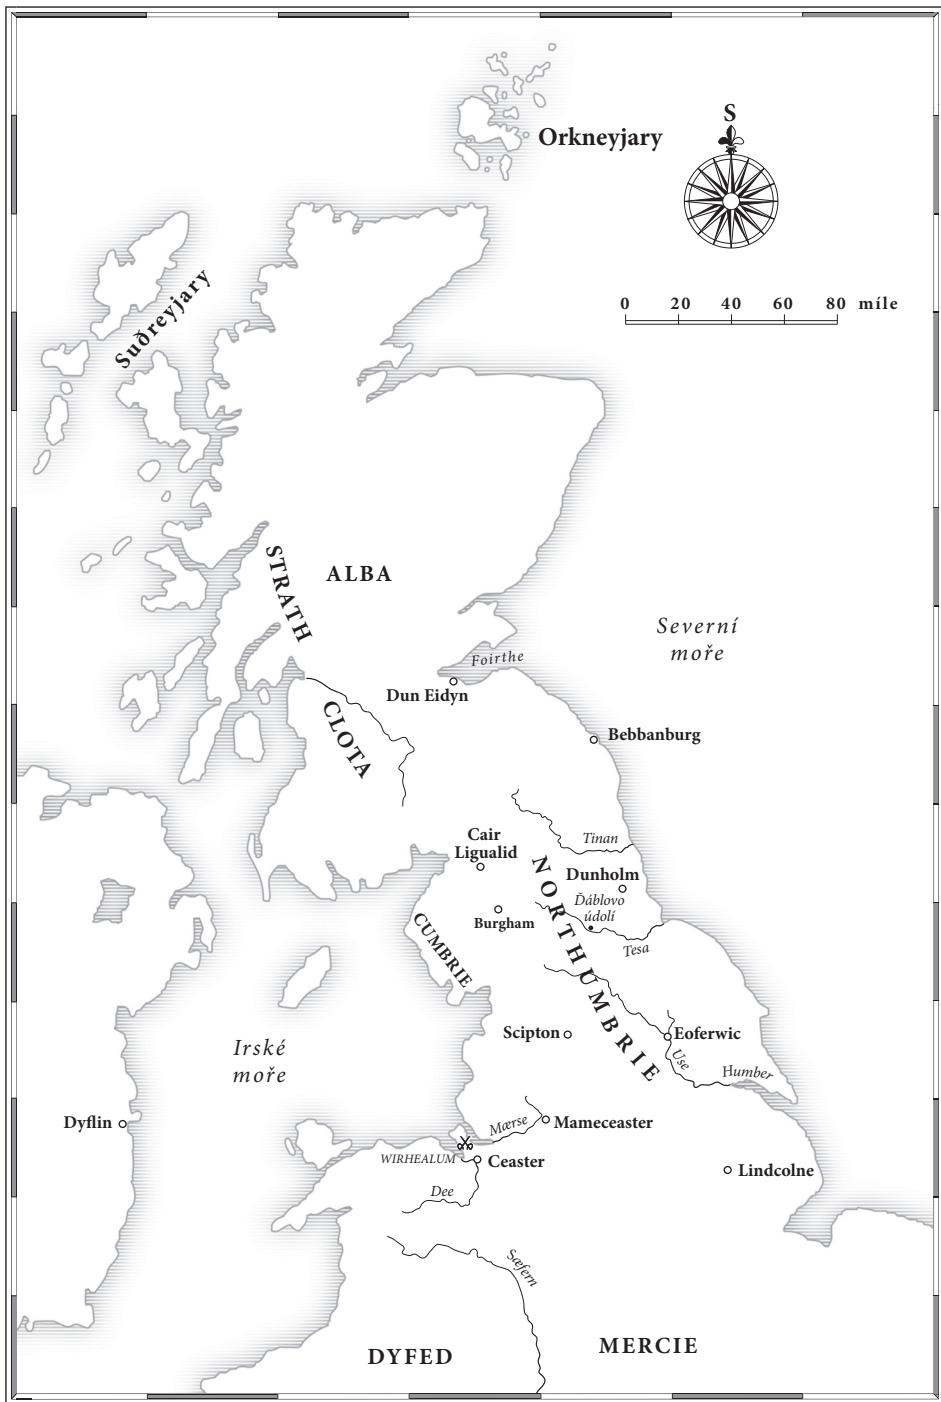 S
Orkneyjary
0 20 40 60 80 míle
Suðreyjary
STRATH
ALBA
Severní
moře
Foirthe
Dun Eidyn
CLOTA
Bebbanburg
Tinan
Cair
Ligualid
Dunholm
NORTHUMBRIE
Ďáblovo
údolí
Burgham
CUMBRIE
Tesa
Scipton
Eoferwic
Irské
moře
Use
Humber
Dyflin
Mærse
Mameceaster
WIRHEALUM
Ceaster
Lindcolne
Dee
Sæfern
DYFED
MERCIE